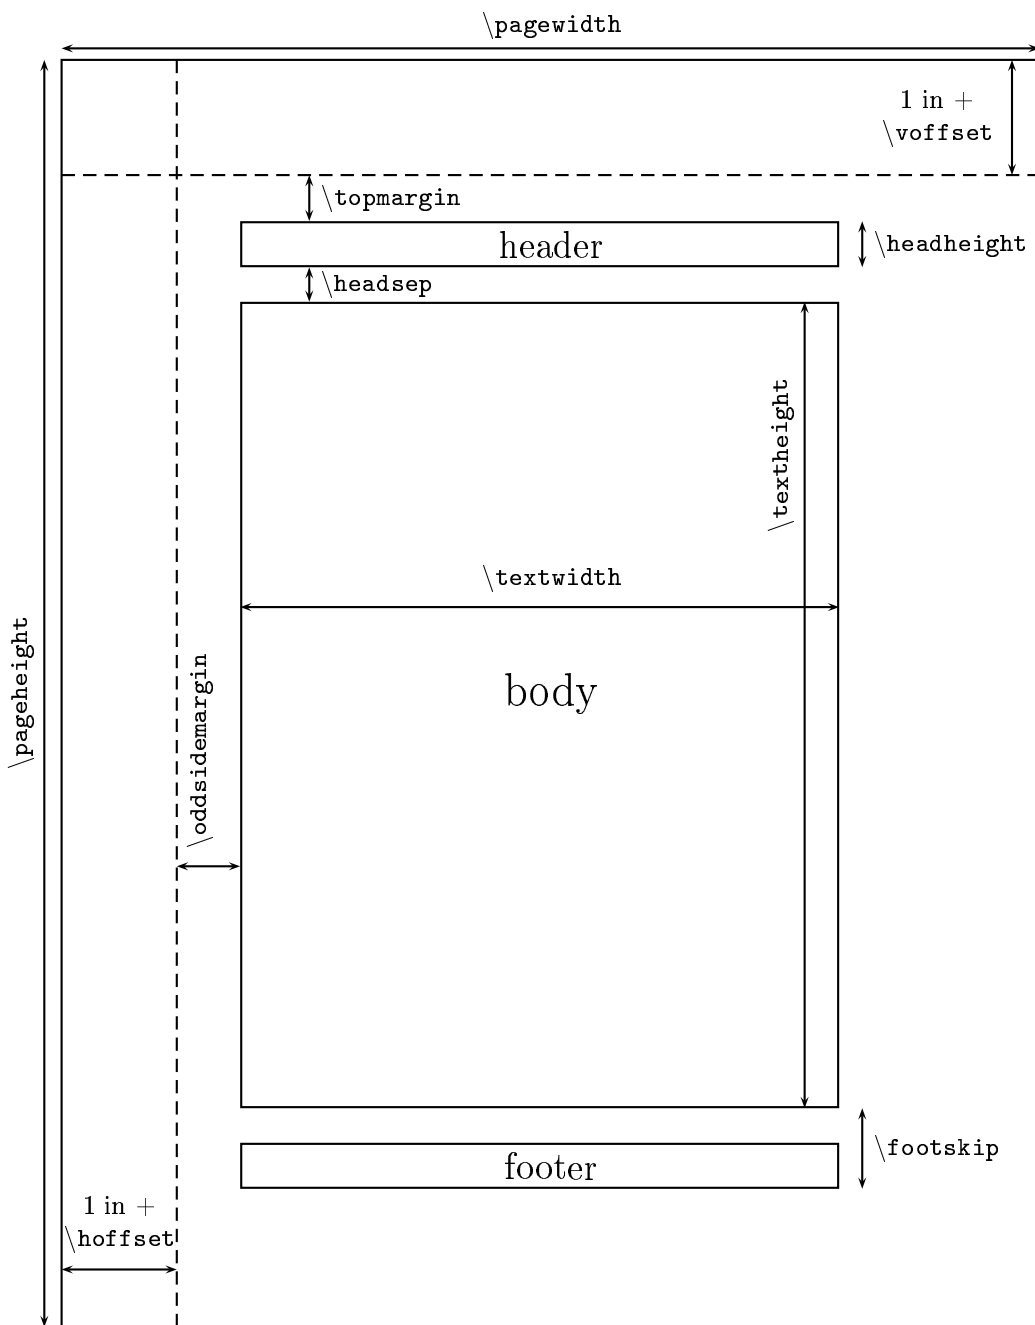 \pagewidth
1 in +
\voffset
\topmargin
header
\headheight
\headsep
\textheight
\textwidth
\pageheight
\oddsidemargin
body
\footskip
footer
1 in +
\hoffset